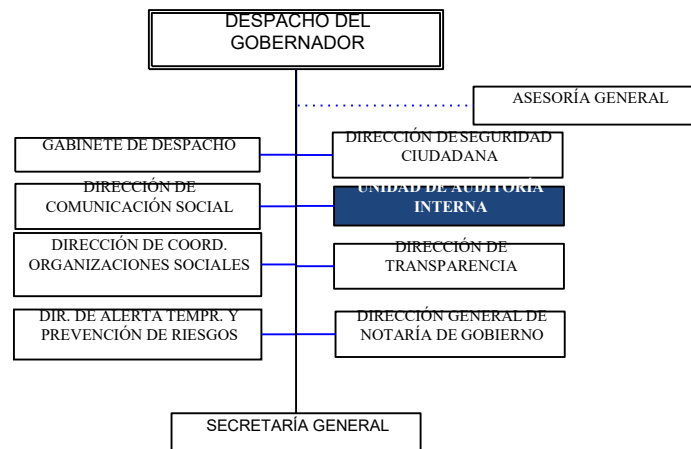 DESPACHO DEL
GOBERNADOR
ASESORÍA GENERAL
GABINETE DE DESPACHO
DIRECCIÓN DE SEGURIDAD
CIUDADANA
DIRECCIÓN DE
COMUNICACIÓN SOCIAL
UNIDAD DE AUDITORÍA
INTERNA
DIRECCIÓN DE COORD.
ORGANIZACIONES SOCIALES
DIRECCIÓN DE
TRANSPARENCIA
DIR. DE ALERTA TEMPR. Y
PREVENCIÓN DE RIESGOS
DIRECCIÓN GENERAL DE
NOTARÍA DE GOBIERNO
SECRETARÍA GENERAL